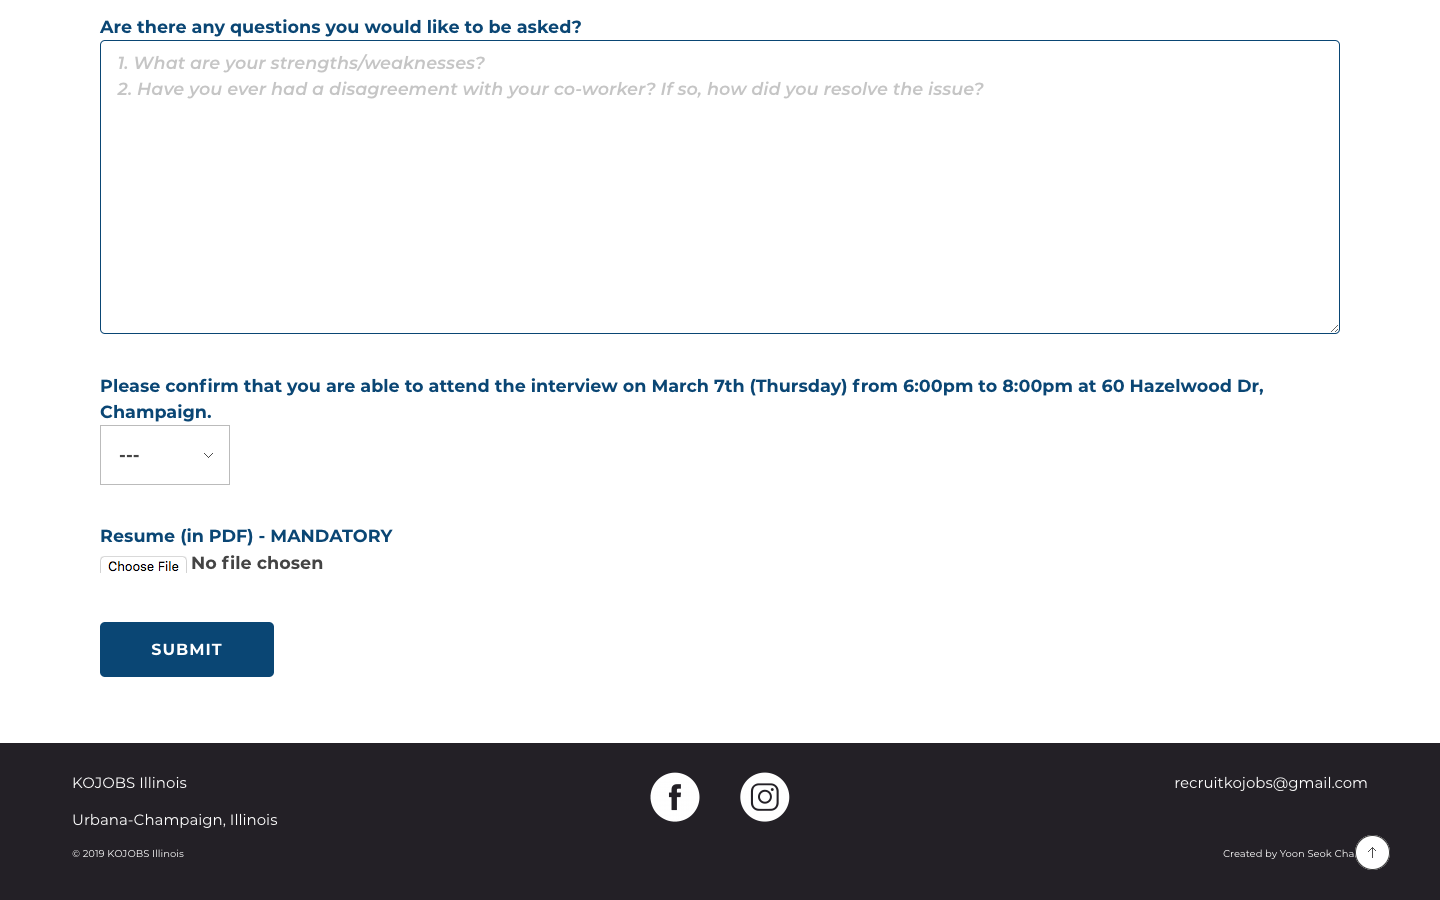 Are there any questions you would like to be asked?
1. What are your strengths/weaknesses?
2. Have you ever had a disagreement with your co-worker? If so, how did you resolve the issue?
Please confirm that you are able to attend the interview on March 7th (Thursday) from 6:00pm to 8:00pm at 60 Hazelwood Dr,
Champaign.
---
Resume (in PDF) - MANDATORY
Choose File No file chosen
SUBMIT
KOJOBS Illinois
recruitkojobs@gmail.com
Urbana-Champaign, Illinois
© 2019 KOJOBS Illinois
Created by Yoon Seok Cha